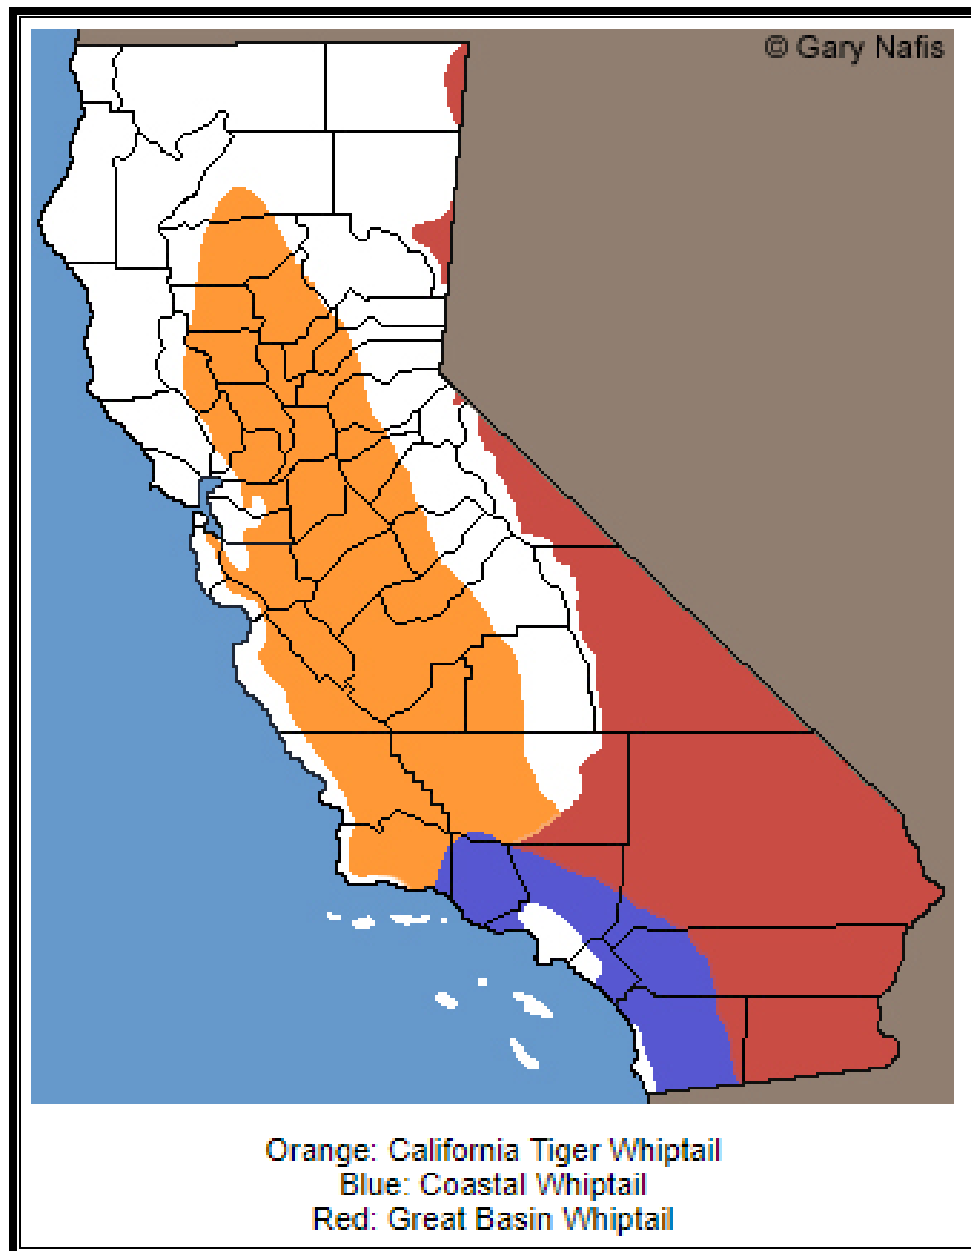 © Gary Nafis
Orange: California Tiger Whiptail
Blue: Coastal Whiptail
Red: Great Basin Whiptail